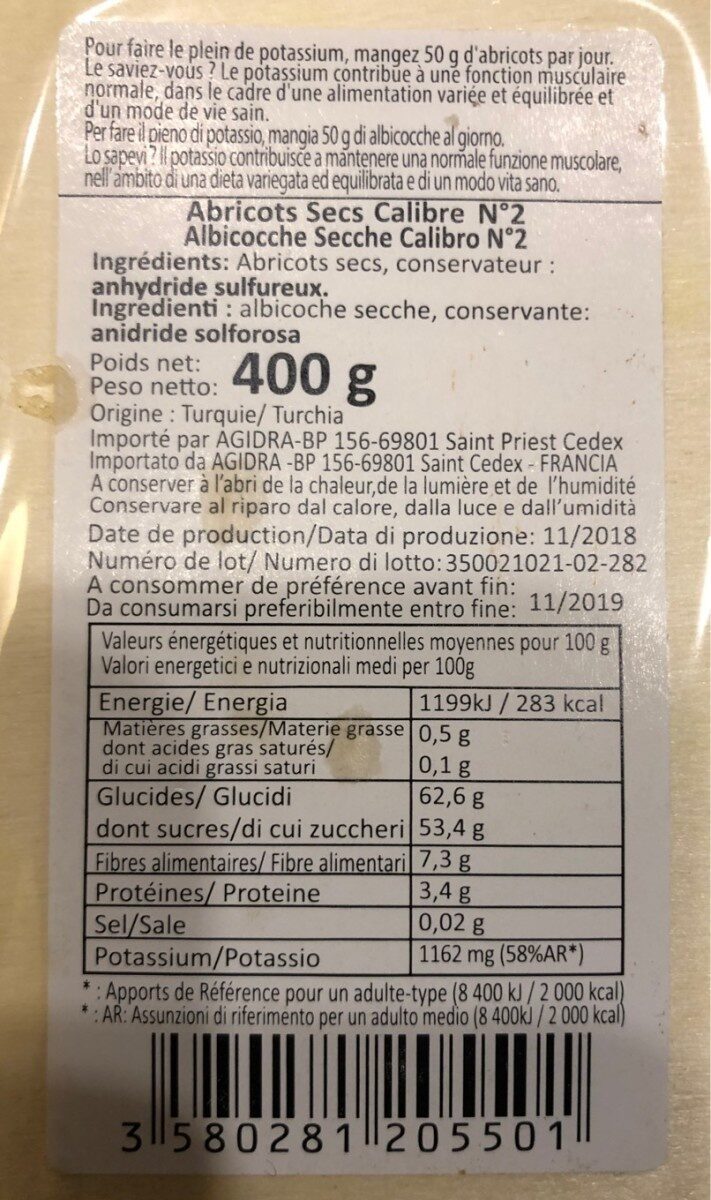 Pour faire le plein de potassium, mangez 50 g d'abricots par jour.
Le saviez-vous ? Le potassium contribue à une fonction musculaire
normale, dans le cadre d'une alimentation variée et équilibrée et
d'un mode de vie sain.
Per fare il pieno di potassio, mangia 50 g di albicocche al giorno.
Lo sapevi ? Il potassio contribuisce a mantenere una normale funzione muscolare,
nell'ambito di una dieta variegata ed equilibrata e di un modo vita sano.
Abricots Secs Calibre N°2
Albicocche Secche Calibro N°2
Ingrédients: Abricots secs, conservateur :
anhydride sulfureux.
Ingredienti : albicoche secche, conservante:
anidride solforosa
Poids net:
Peso netto: 400 g
Origine : Turquie/ Turchia
Importé par AGIDRA-BP 156-69801 Saint Priest Cedex
Importato da AGIDRA -BP 156-69801 Saint Cedex - FRANCIA
A conserver à l'abri de la chaleur,de la lumière et de l'humidité
Conservare al riparo dal calore, dalla luce e dall'umidità
Date de production/Data di produzione: 11/2018
Numéro de lot/ Numero di lotto:350021021-02-282
A consommer de préférence avant fin:
Da consumarsi preferibilmente entro fine: 11/2019
Valeurs énergétiques et nutritionnelles moyennes pour 100 g
Valori energetici e nutrizionali medi per 100g
Energie/ Energia 1199kJ / 283 kcal
Matières grasses/Materie grasse 0,5 g
dont acides gras saturés/
di cui acidi grassi saturi 0,1 g
Glucides/ Glucidi 62,6 g
dont sucres/di cui zuccheri 53,4 g
Fibres alimentaires/ Fibre alimentari 7,3 g
Protéines/ Proteine 3,4 g
Sel/Sale 0,02 g
Potassium/Potassio 1162 mg (58%AR*)
* : Apports de Référence pour un adulte-type (8 400 kJ / 2 000 kcal)
* : AR: Assunzioni di riferimento per un adulto medio (8 400kJ / 2 000 kcal)
3 580281 205501